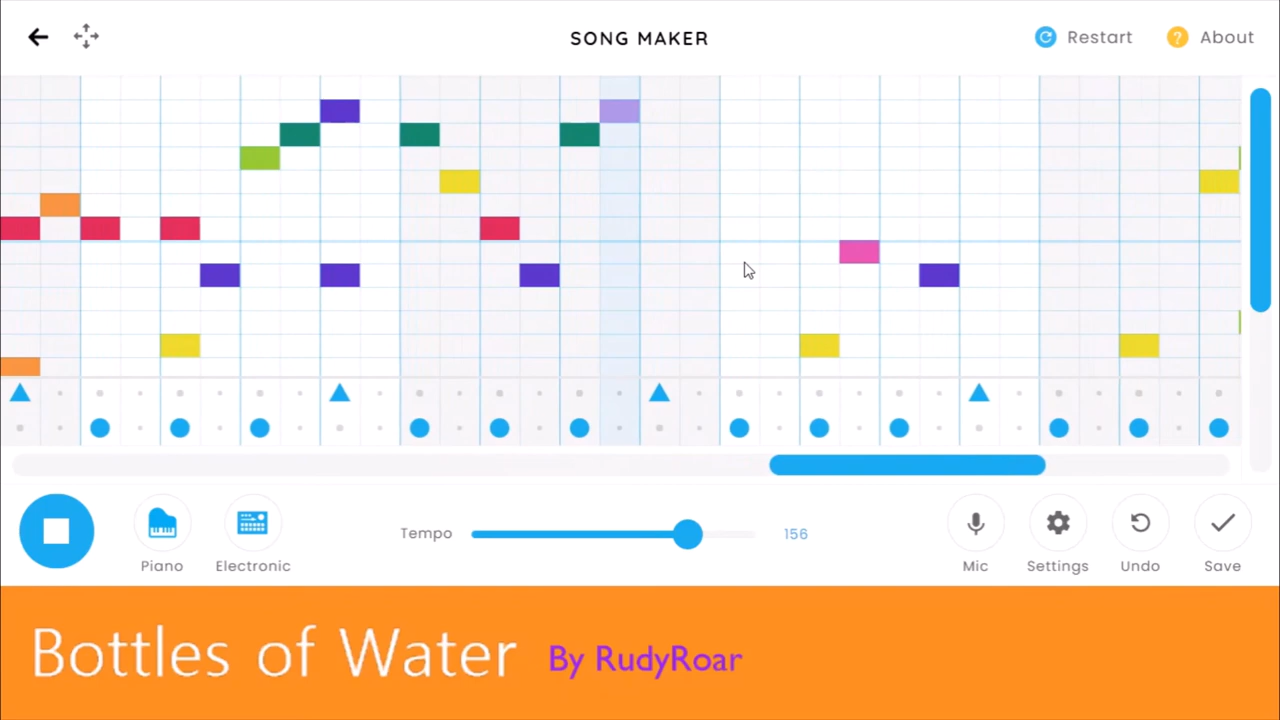 SONG MAKER
Restart
About
Piano
Electronic
Tempo
156
Mic
Settings
Undo
Save
Bottles of Water
By RudyRoar